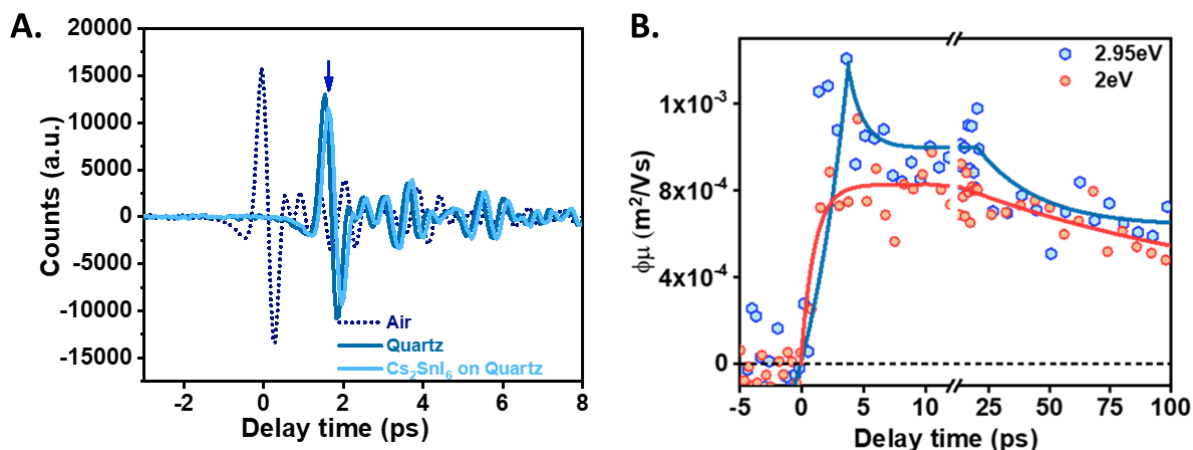 A.
20000
15000
10000
5000
0
-5000
-10000
-15000
Counts (a.u.)
Air
Quartz
Cs₂SnI₆ on Quartz
-2 0 2 4 6 8
Delay time (ps)
B.
2.95eV
2eV
1x10⁻³
8x10⁻⁴
4x10⁻⁴
0
ϕμ (m²/Vs)
-5 0 5 10 25 50 75 100
Delay time (ps)